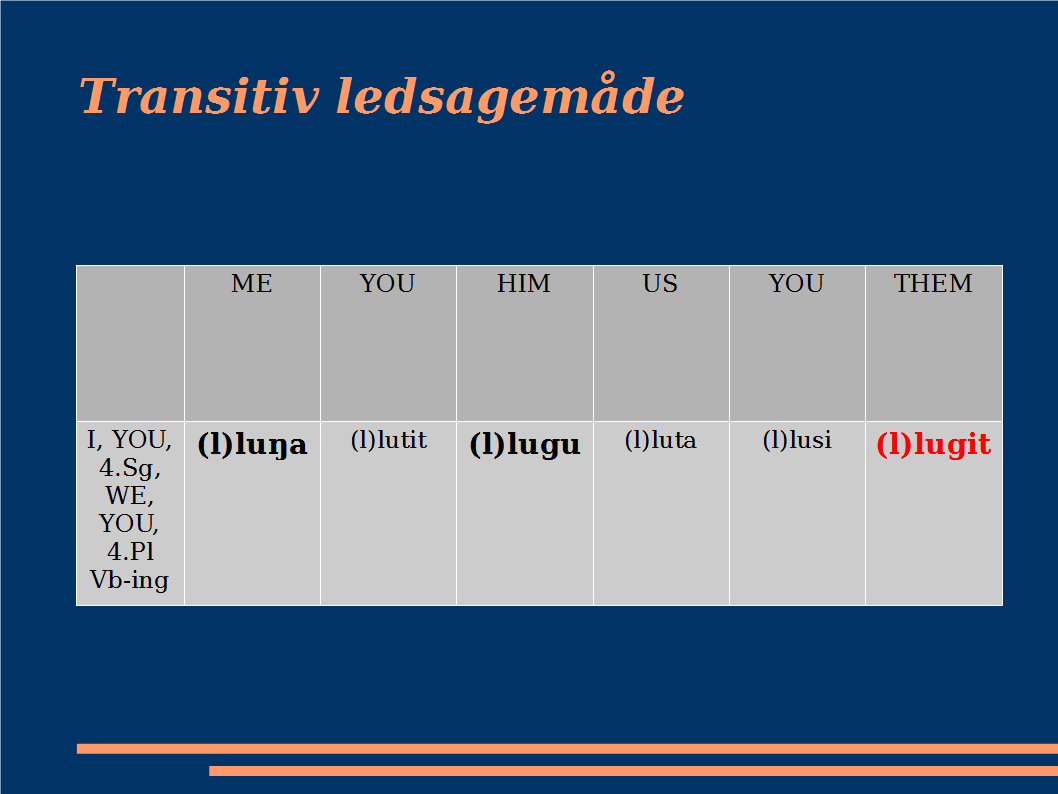 Transitiv ledsagemåde
ME YOU HIM US YOU THEM
I, YOU,
4.Sg,
WE,
YOU,
4.Pl
Vb-ing
(l)luŋa (l)lutit (l)lugu (l)luta (l)lusi (l)lugit